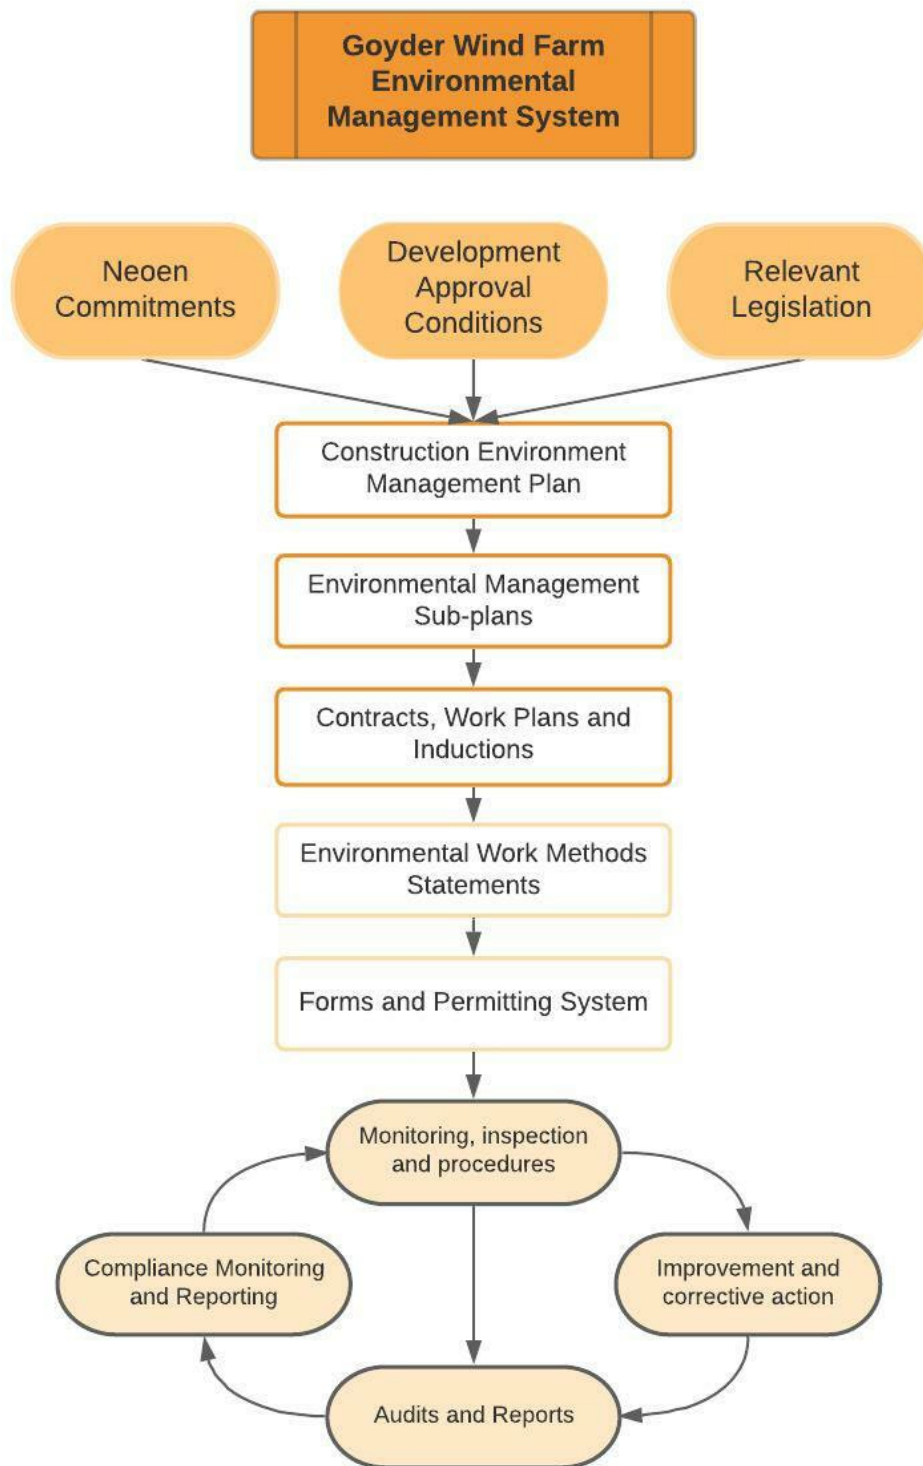 Goyder Wind Farm
Environmental
Management System
Neoen
Commitments
Development
Approval
Conditions
Relevant
Legislation
Construction Environment
Management Plan
Environmental Management
Sub-plans
Contracts, Work Plans and
Inductions
Environmental Work Methods
Statements
Forms and Permitting System
Monitoring, inspection
and procedures
Compliance Monitoring
and Reporting
Improvement and
corrective action
Audits and Reports